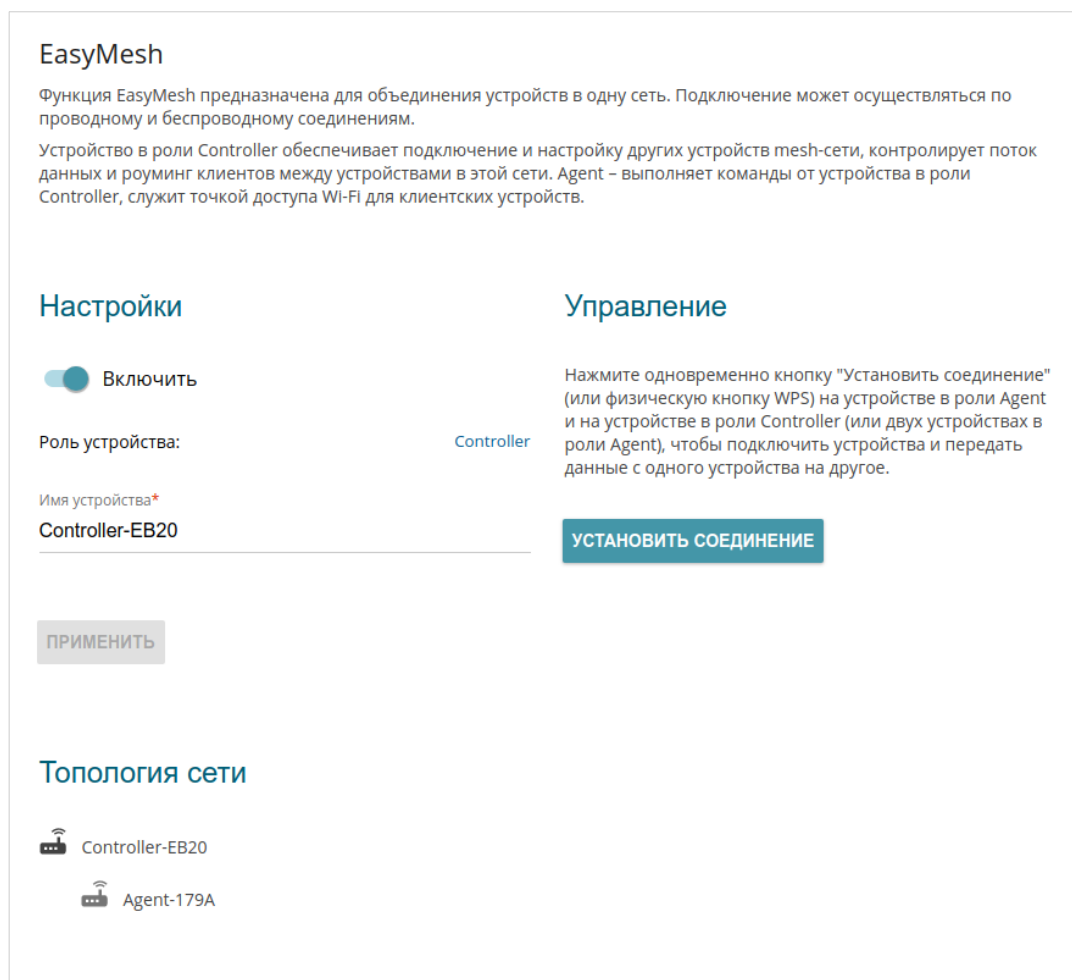 EasyMesh
Функция EasyMesh предназначена для объединения устройств в одну сеть. Подключение может осуществляться по
проводному и беспроводному соединениям.
Устройство в роли Controller обеспечивает подключение и настройку других устройств mesh-сети, контролирует поток
данных и роуминг клиентов между устройствами в этой сети. Agent – выполняет команды от устройства в роли
Controller, служит точкой доступа Wi-Fi для клиентских устройств.
Настройки
Включить
Роль устройства: Controller
Имя устройства*
Controller-EB20
ПРИМЕНИТЬ
Управление
Нажмите одновременно кнопку "Установить соединение"
(или физическую кнопку WPS) на устройстве в роли Agent
и на устройстве в роли Controller (или двух устройствах в
роли Agent), чтобы подключить устройства и передать
данные с одного устройства на другое.
УСТАНОВИТЬ СОЕДИНЕНИЕ
Топология сети
Controller-EB20
Agent-179A